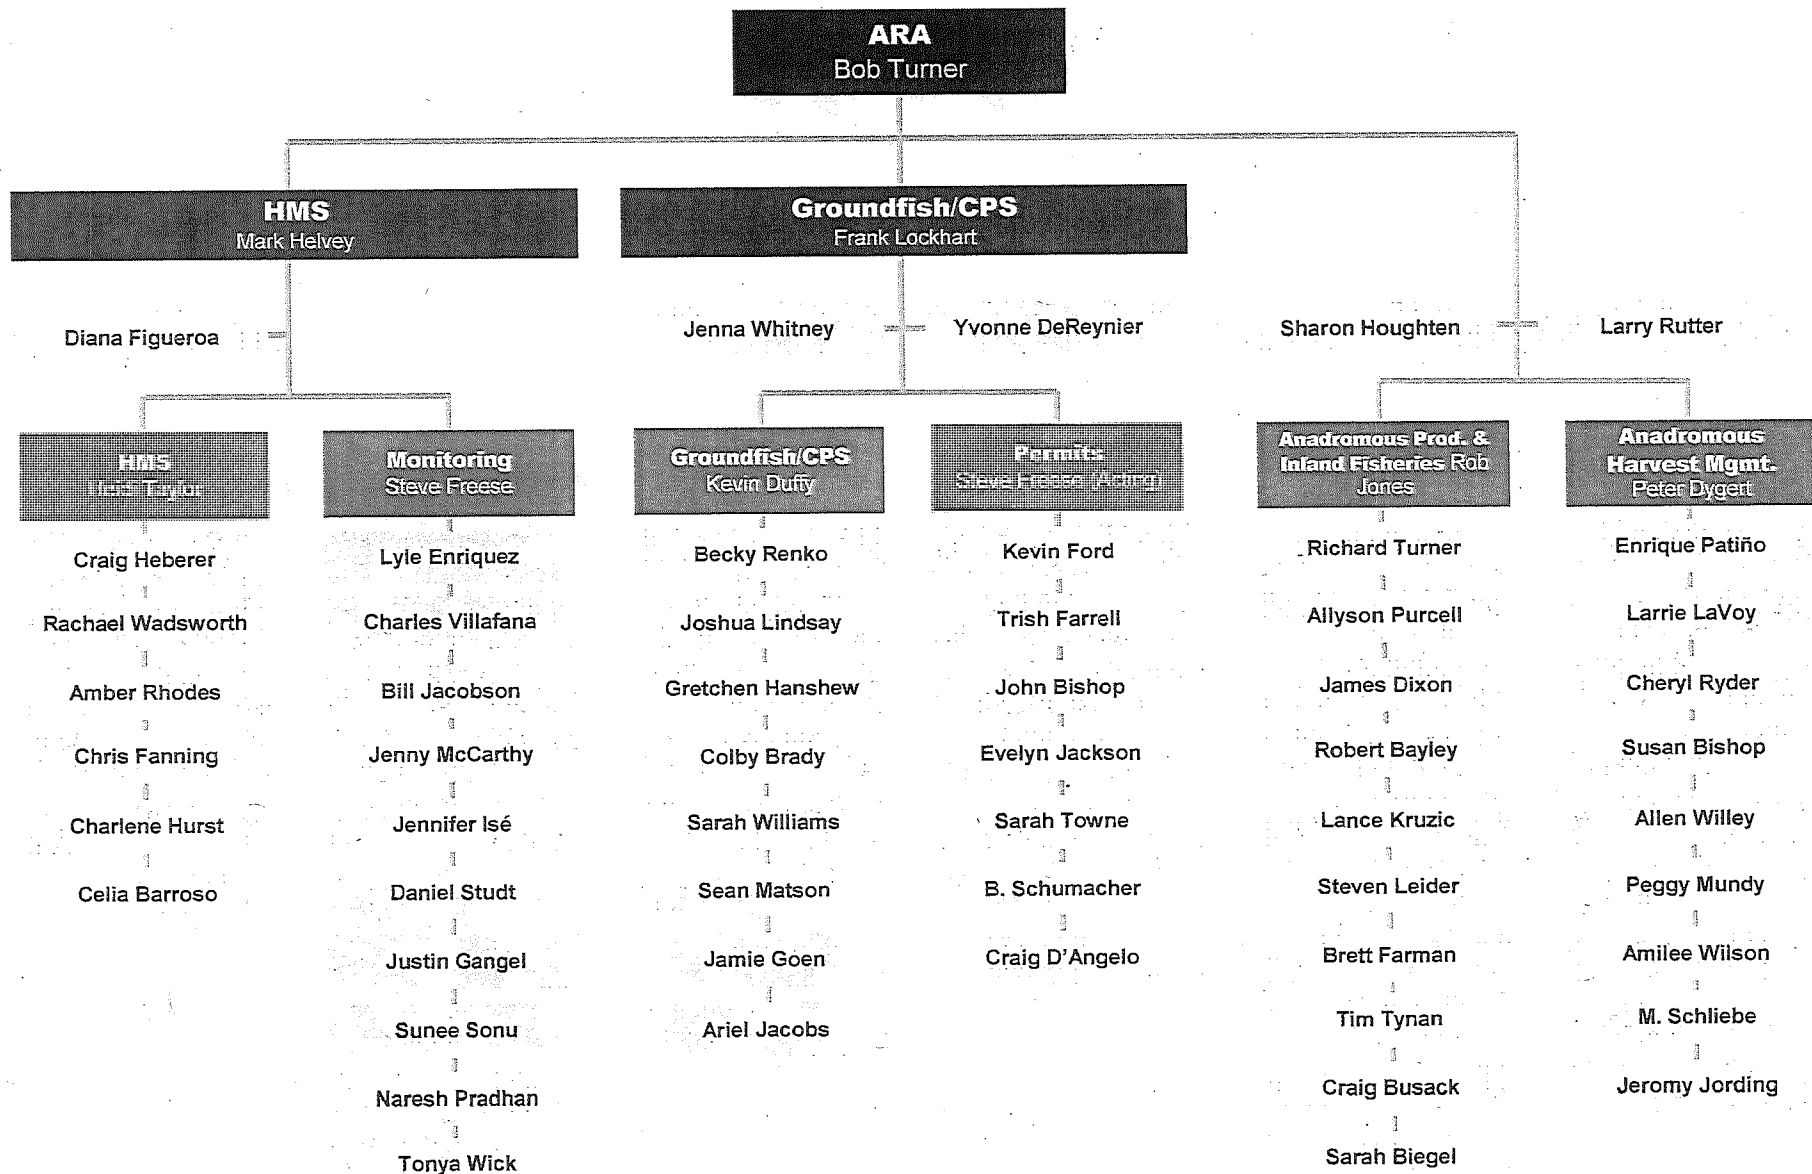 ARA
Bob Turner
HMS
Mark Helvey
Groundfish/CPS
Frank Lockhart
Diana Figueroa
Jenna Whitney
Yvonne DeReynier
Sharon Houghten
Larry Rutter
HMS
Heidi Taylor
Craig Heberer
Rachael Wadsworth
Amber Rhodes
Chris Fanning
Charlene Hurst
Celia Barroso
Monitoring
Steve Freese
Lyle Enriquez
Charles Villafana
Bill Jacobson
Jenny McCarthy
Jennifer Isé
Daniel Studt
Justin Gangel
Sunee Sonu
Naresh Pradhan
Tonya Wick
Groundfish/CPS
Kevin Duffy
Becky Renko
Joshua Lindsay
Gretchen Hanshew
Colby Brady
Sarah Williams
Sean Matson
Jamie Goen
Ariel Jacobs
Permits
Steve Freese (Acting)
Kevin Ford
Trish Farrell
John Bishop
Evelyn Jackson
Sarah Towne
B. Schumacher
Craig D'Angelo
Anadromous Prod. &
Inland Fisheries Rob
Jones
Richard Turner
Allyson Purcell
James Dixon
Robert Bayley
Lance Kruzic
Steven Leider
Brett Farman
Tim Tynan
Craig Busack
Sarah Biegel
Anadromous
Harvest Mgmt.
Peter Dygert
Enrique Patiño
Larrie LaVoy
Cheryl Ryder
Susan Bishop
Allen Willey
Peggy Mundy
Amilee Wilson
M. Schliebe
Jeromy Jording